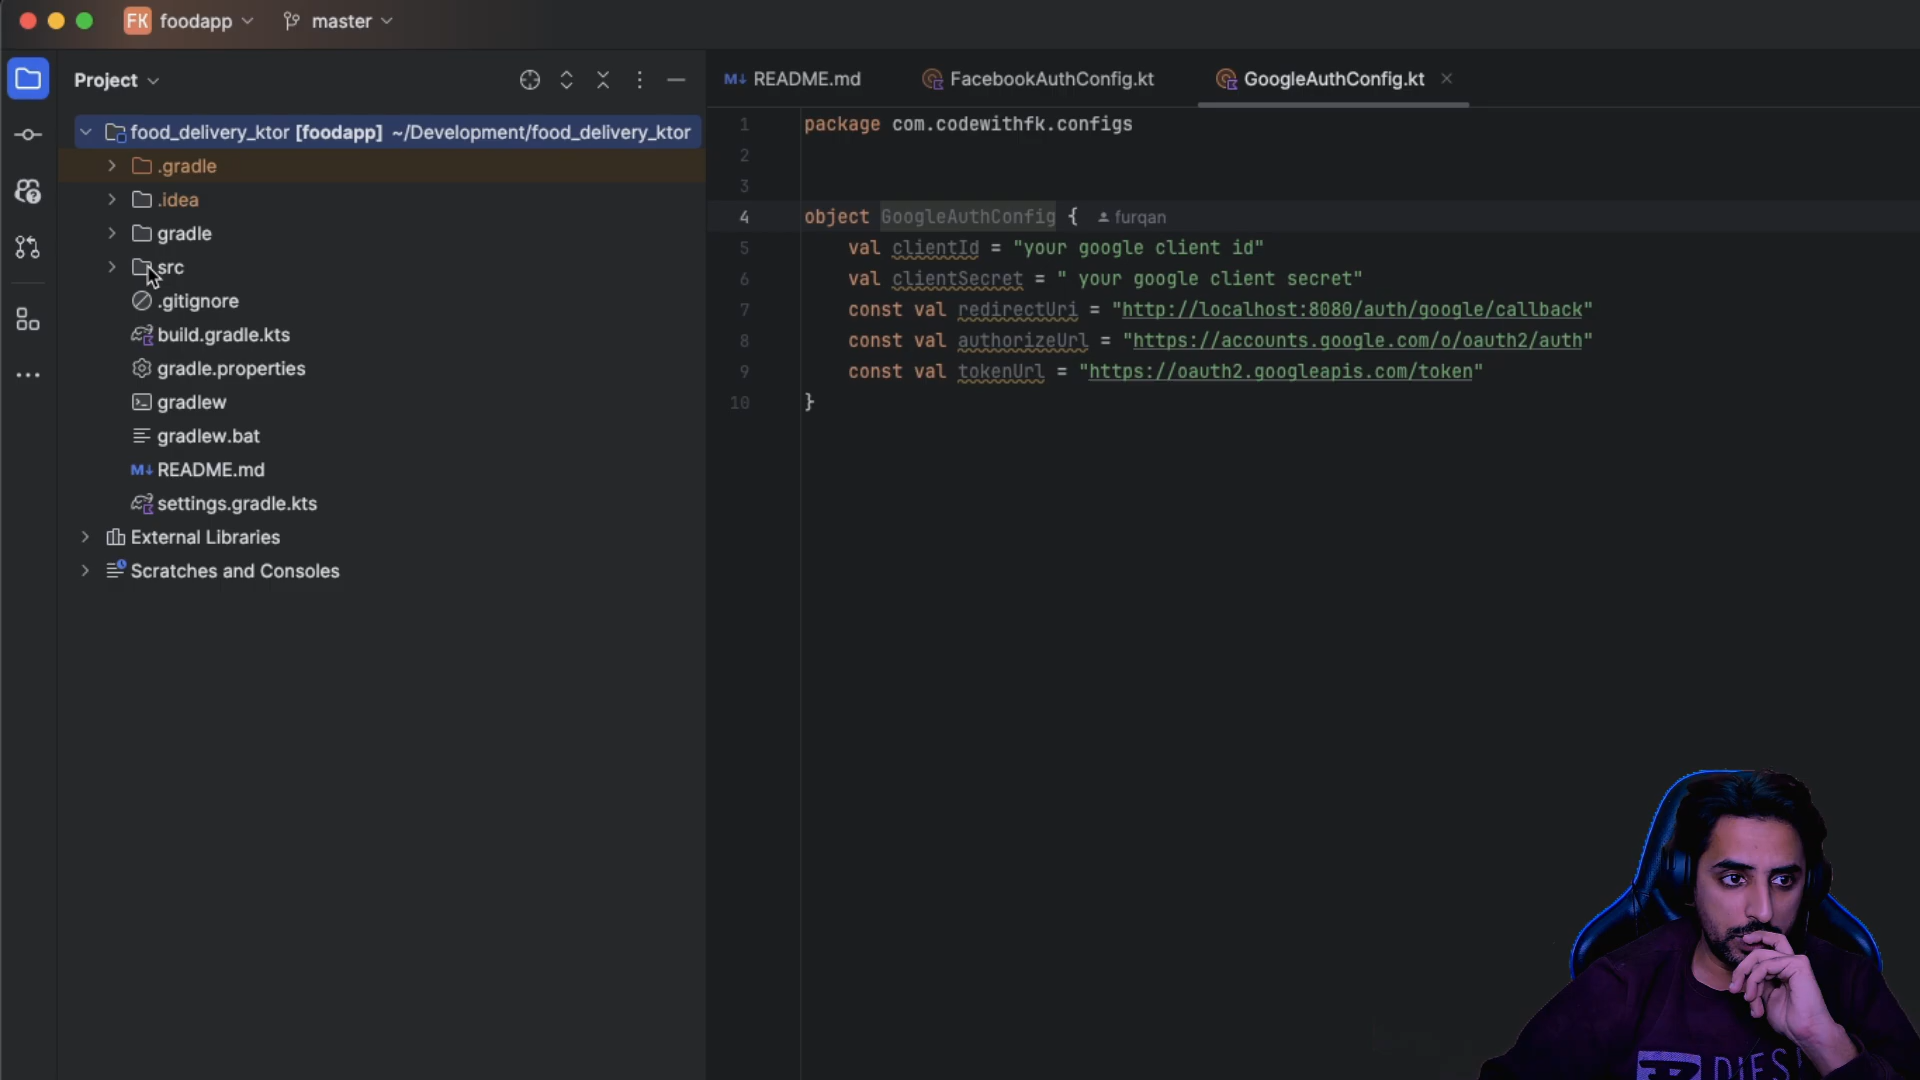 FK foodapp master
Project
food_delivery_ktor [foodapp] ~/Development/food_delivery_ktor
.gradle
.idea
gradle
src
.gitignore
build.gradle.kts
gradle.properties
gradlew
gradlew.bat
README.md
settings.gradle.kts
External Libraries
Scratches and Consoles
README.md FacebookAuthConfig.kt GoogleAuthConfig.kt
1 package com.codewithfk.configs
2
3
4 object GoogleAuthConfig { furqan
5 val clientId = "your google client id"
6 val clientSecret = " your google client secret"
7 const val redirectUri = "http://localhost:8080/auth/google/callback"
8 const val authorizeUrl = "https://accounts.google.com/o/oauth2/auth"
9 const val tokenUrl = "https://oauth2.googleapis.com/token"
10 }